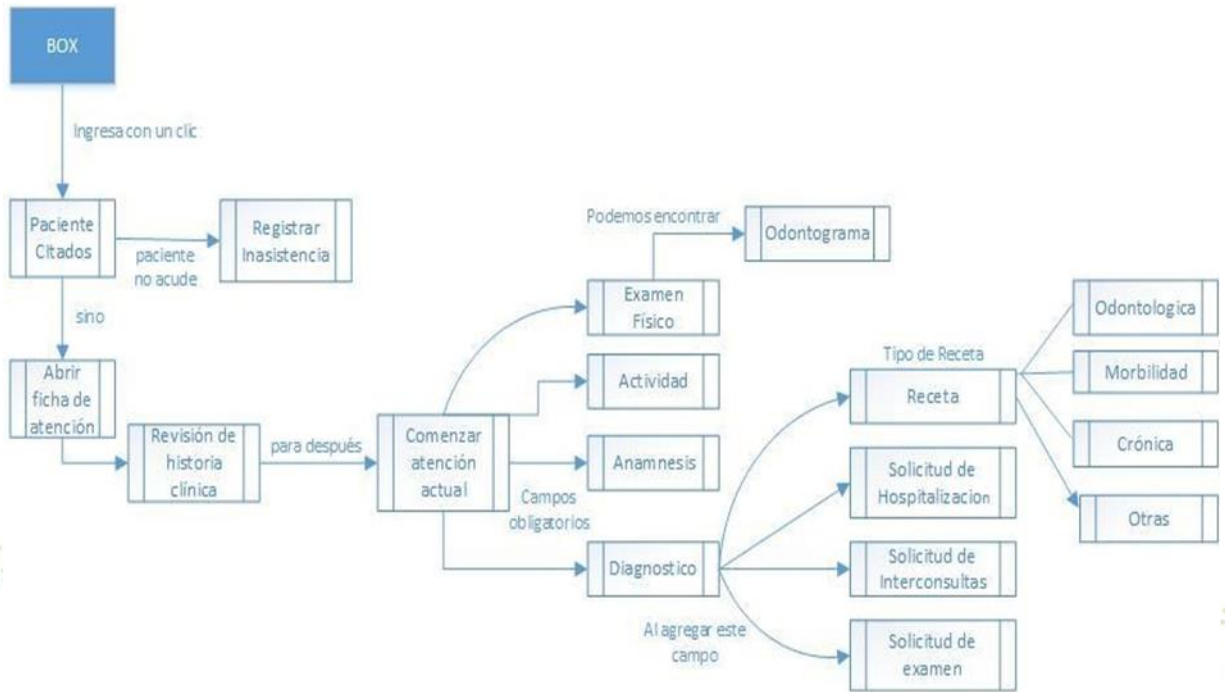 BOX
Ingresa con un clic
Paciente
CItados
paciente
no acude
Registrar
Inasistencia
sino
Abrir
ficha de
atención
Revisión de
historia
clínica
para después
Comenzar
atención
actual
Campos
obligatorios
Podemos encontrar
Odontograma
Examen
Físico
Actividad
Anamnesis
Diagnostico
Al agregar este
campo
Tipo de Receta
Receta
Solicitud de
Hospitalizacion
Solicitud de
Interconsultas
Solicitud de
examen
Odontologica
Morbilidad
Crónica
Otras